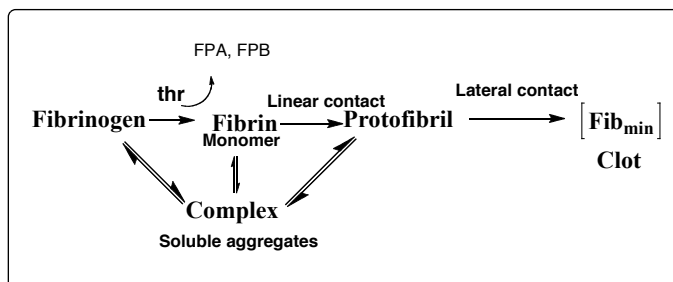 FPA, FPB
thr
Linear contact
Lateral contact
Fibrinogen
Fibrin
Monomer
Protofibril
[Fibmin]
Clot
Complex
Soluble aggregates